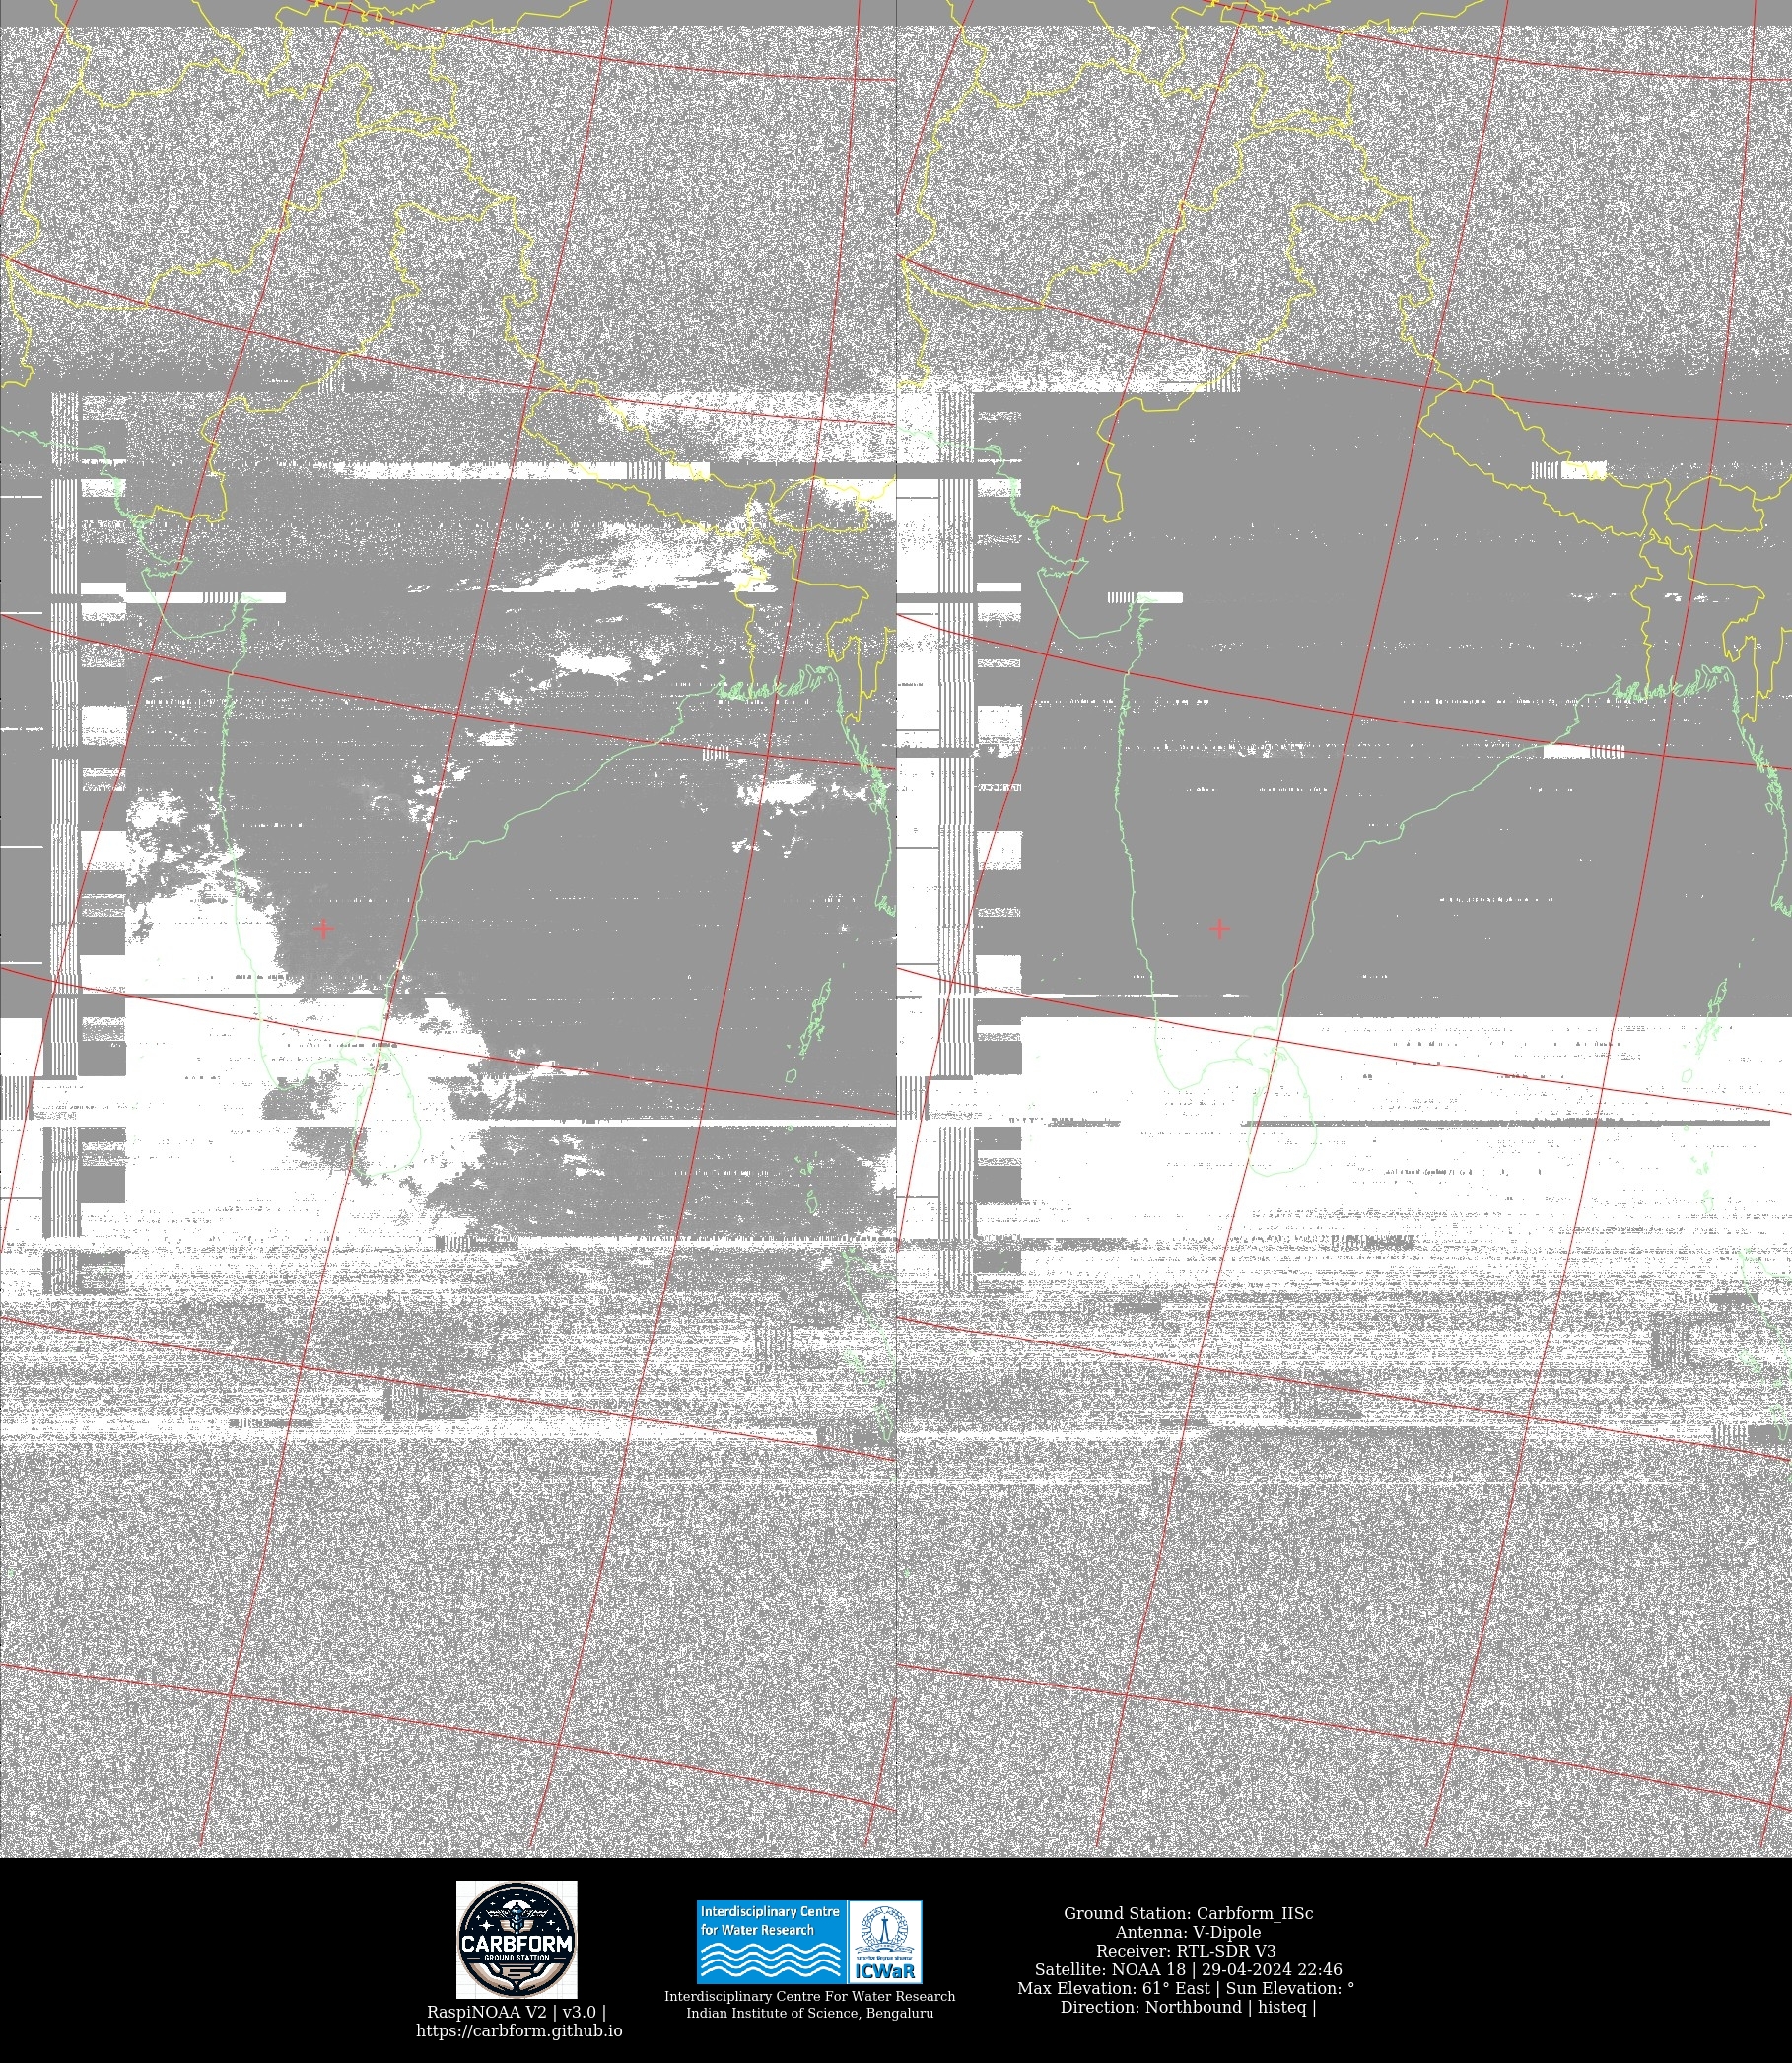 CARBFORM
GROUND STATION
RaspiNOAA V2 | v3.0 |
https://carbform.github.io
Interdisciplinary Centre
for Water Research
ICWaR
Interdisciplinary Centre For Water Research
Indian Institute of Science, Bengaluru
Ground Station: Carbform_IISc
Antenna: V-Dipole
Receiver: RTL-SDR V3
Satellite: NOAA 18 | 29-04-2024 22:46
Max Elevation: 61° East | Sun Elevation: °
Direction: Northbound | histeq |